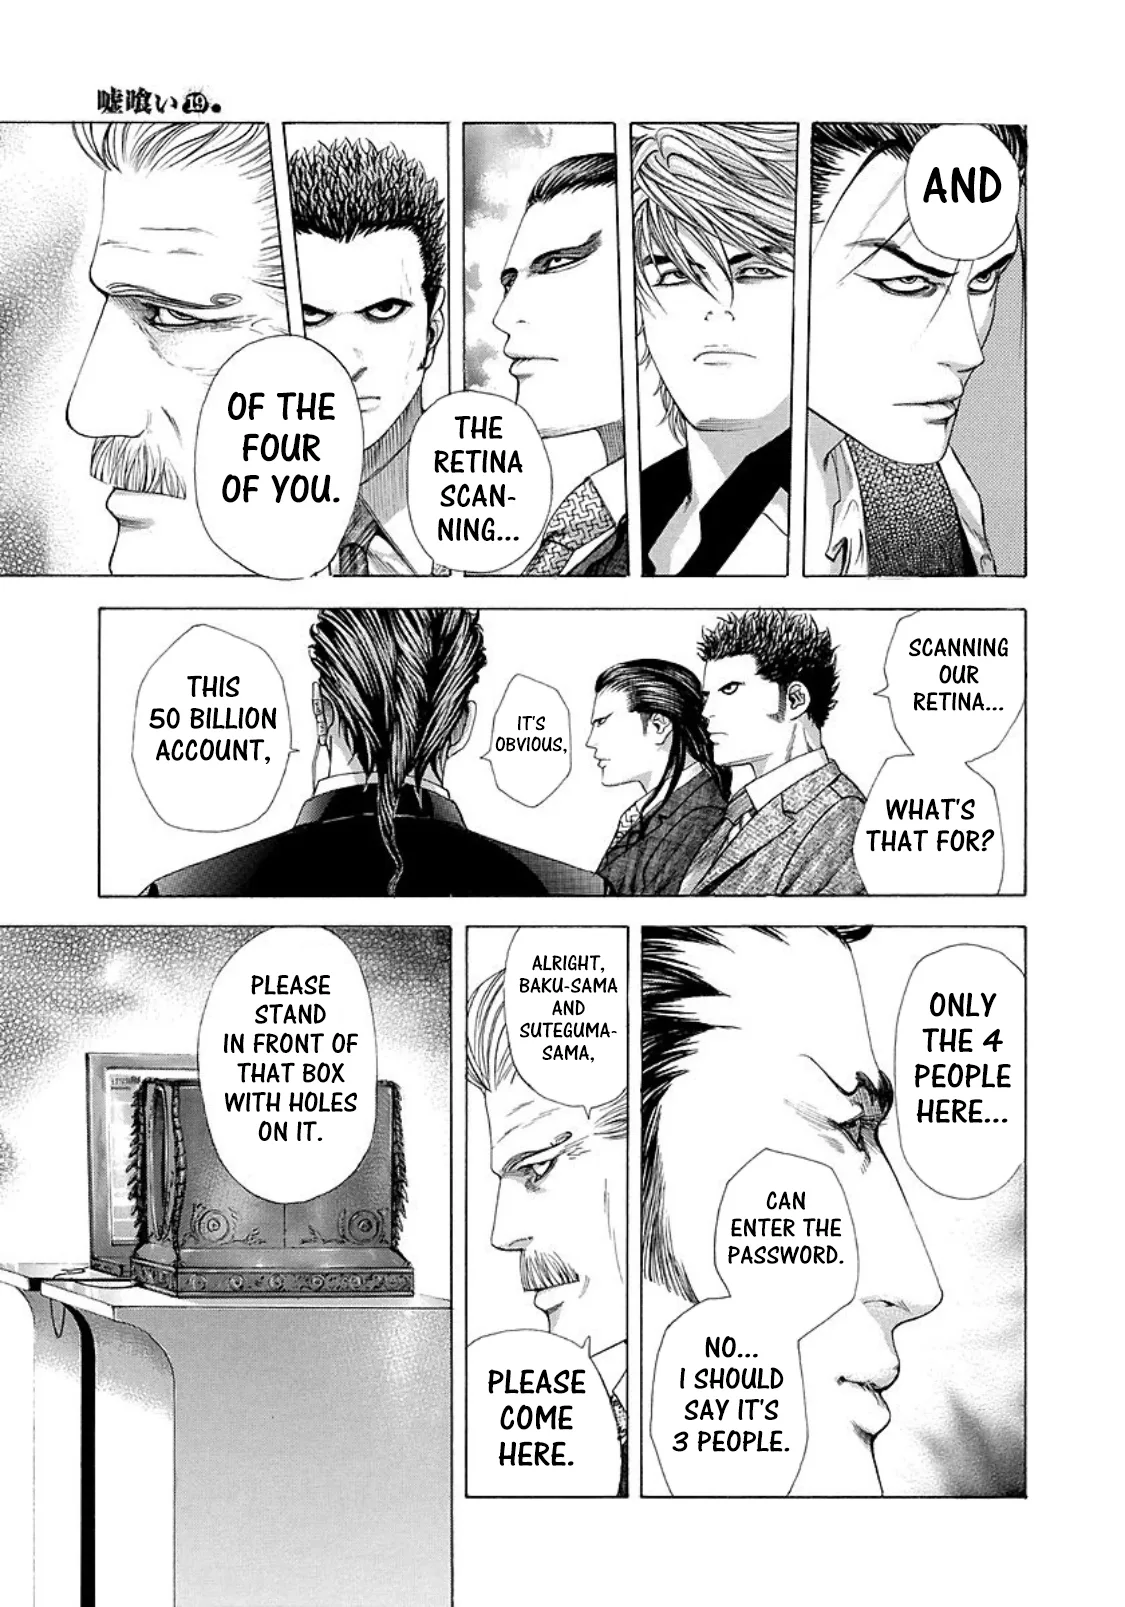 嘘喰い⑲
AND
THE
RETINA
SCAN-
NING...
OF THE
FOUR
OF YOU.
SCANNING
OUR
RETINA...
WHAT'S
THAT FOR?
IT'S
OBVIOUS,
THIS
50 BILLION
ACCOUNT,
ONLY
THE 4
PEOPLE
HERE...
CAN
ENTER THE
PASSWORD.
NO...
I SHOULD
SAY IT'S
3 PEOPLE.
ALRIGHT,
BAKU-SAMA
AND
SUTEGUMA-
SAMA,
PLEASE
COME
HERE.
PLEASE
STAND
IN FRONT OF
THAT BOX
WITH HOLES
ON IT.